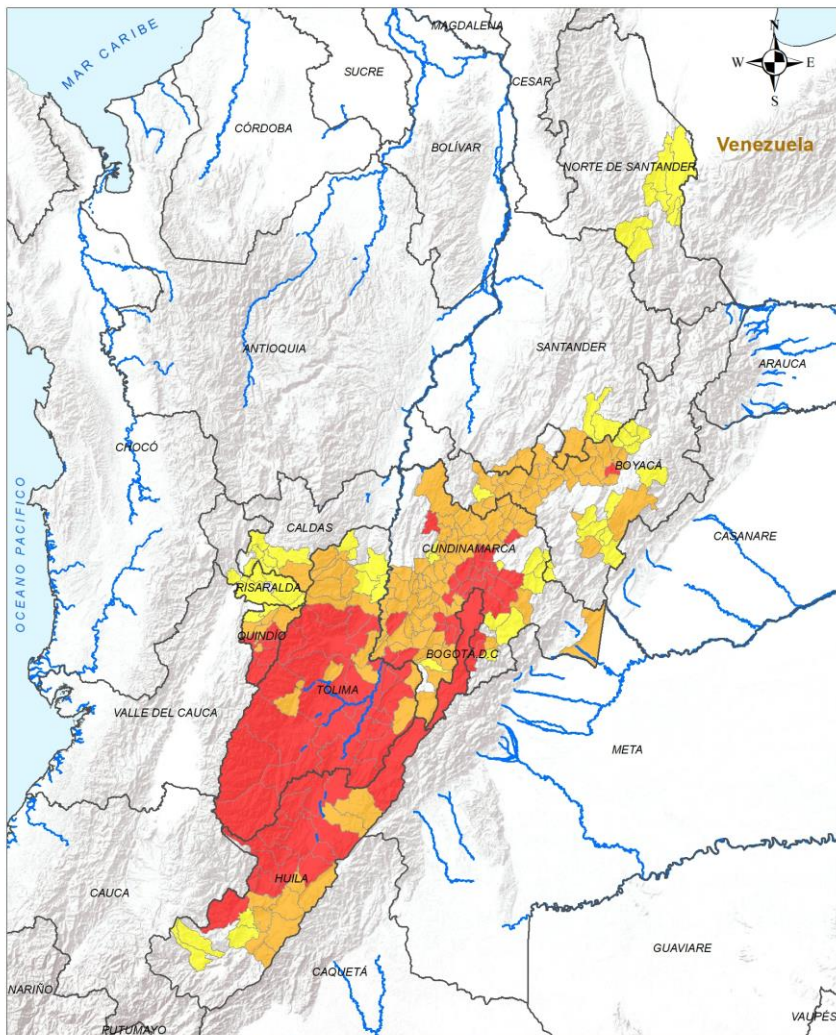 MAGDALENA
N
MAR CARIBE
W
E
SUCRE
CESAR
S
CÓRDOBA
Venezuela
BOLÍVAR
NORTE DE SANTANDER
ANTIOQUIA
SANTANDER
ARAUCA
CHOCÓ
BOYACÁ
OCEANO PACIFICO
CALDAS
CASANARE
CUNDINAMARCA
RISARALDA
QUINDÍO
BOGOTÁ D.C
TOLIMA
VALLE DEL CAUCA
META
HUILA
CAUCA
GUAVIARE
CAQUETÁ
NARIÑO
PUTUMAYO
VAUPÉS